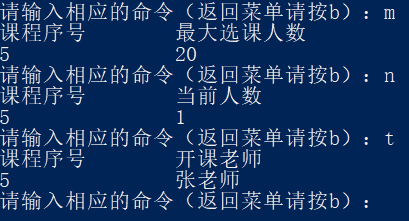 请输入相应的命令（返回菜单请按b）：m
课程序号 最大选课人数
5 20
请输入相应的命令（返回菜单请按b）：n
课程序号 当前人数
5 1
请输入相应的命令（返回菜单请按b）：t
课程序号 开课老师
5 张老师
请输入相应的命令（返回菜单请按b）：